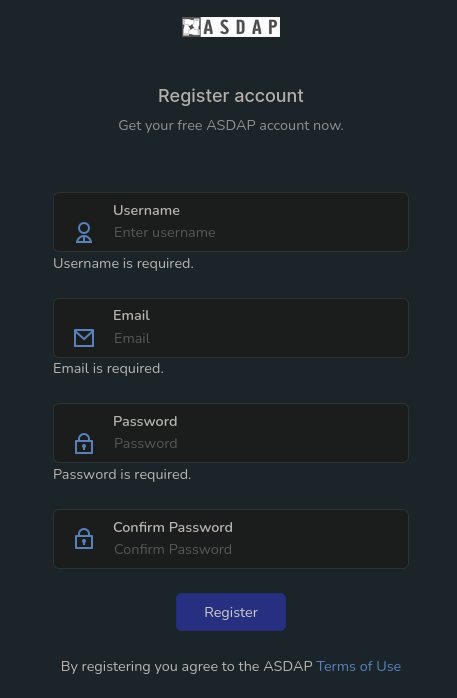 ASDAP
Register account
Get your free ASDAP account now.
Username
Enter username
Username is required.
Email
Email
Email is required.
Password
Password
Password is required.
Confirm Password
Confirm Password
Register
By registering you agree to the ASDAP Terms of Use